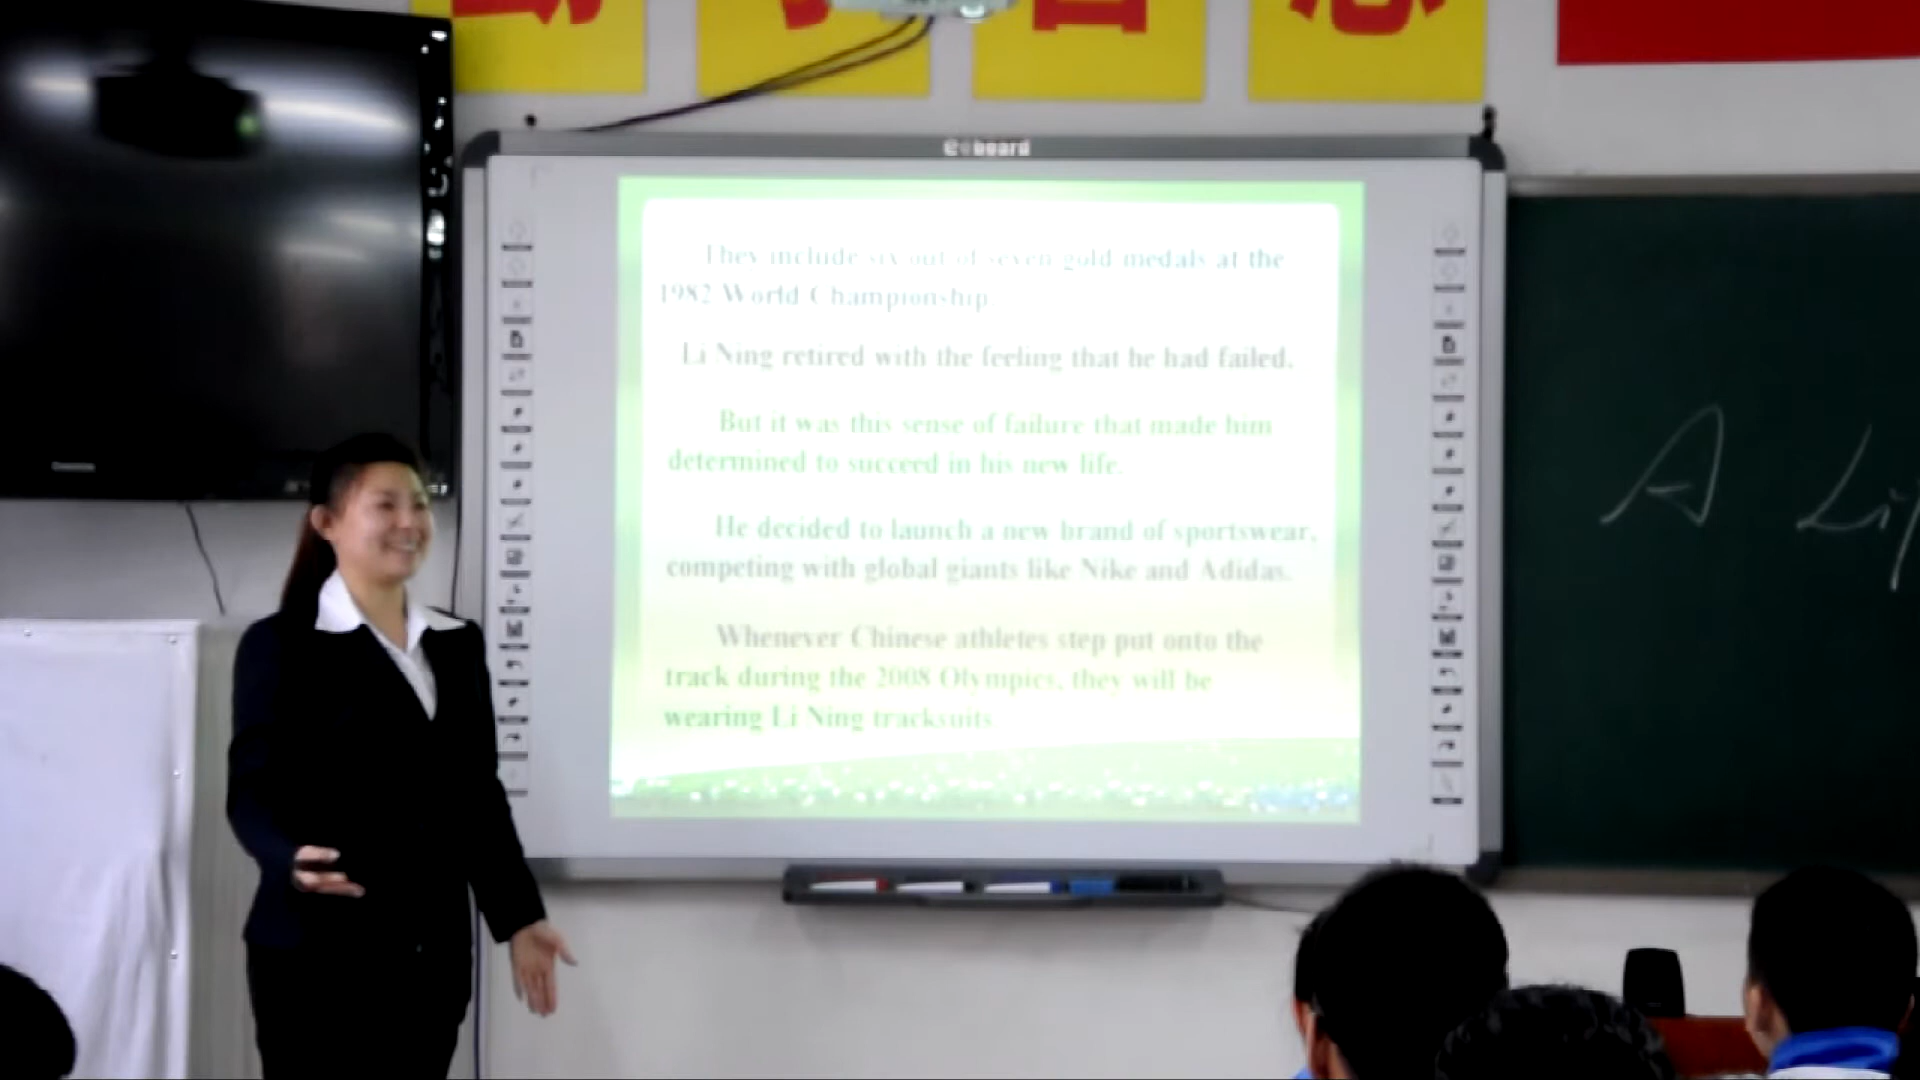 e board
They include six out of seven gold medals at the
1982 World Championship.
Li Ning retired with the feeling that he had failed.
But it was this sense of failure that made him
determined to succeed in his new life.
He decided to launch a new brand of sportswear,
competing with global giants like Nike and Adidas.
Whenever Chinese athletes step put onto the
track during the 2008 Olympics, they will be
wearing Li Ning tracksuits
A Lif